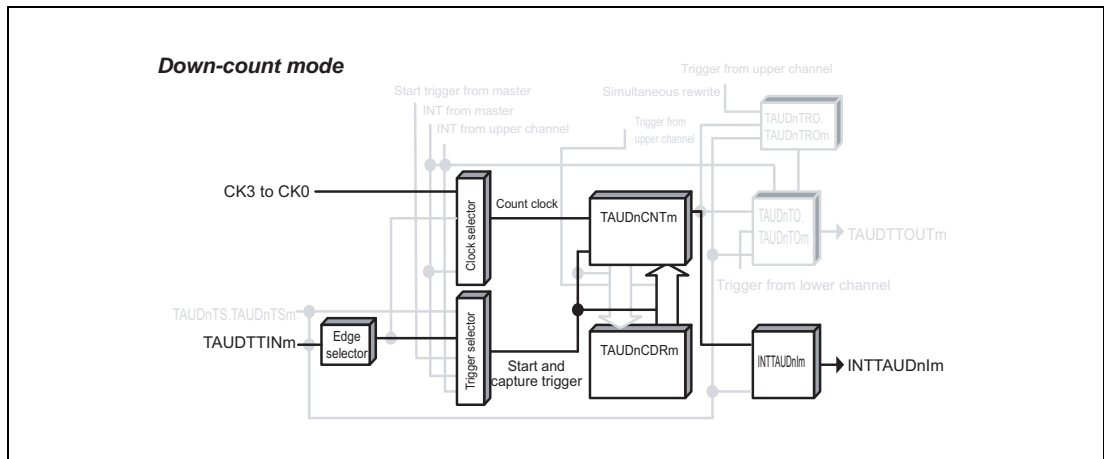 Down-count mode
Trigger from upper channel
Start trigger from master
Simultaneous rewrite
INT from master
INT from upper channel
Trigger from
upper channel
TAUDnTRO.
TAUDnTROm
CK3 to CK0
Clock selector
Count clock
TAUDnCNTm
TAUDnTO.
TAUDnTOm
TAUDTTOUTm
Trigger from lower channel
TAUDnTS.TAUDnTSm
TAUDTTINm
Edge
selector
Trigger selector
Start and
capture trigger
TAUDnCDRm
INTTAUDnIm
INTTAUDnIm